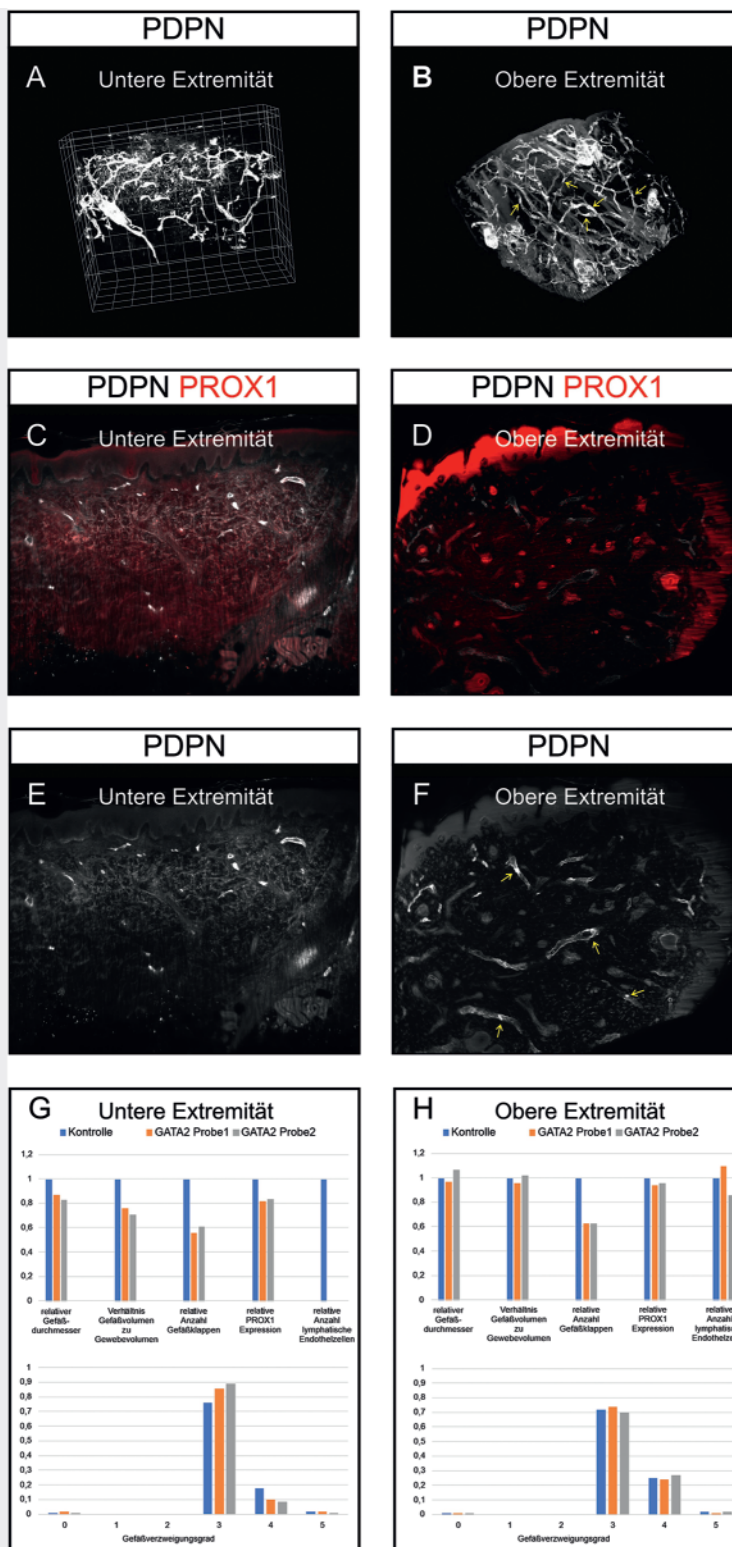 PDPN
A Untere Extremität
PDPN
B Obere Extremität
PDPN PROX1
C Untere Extremität
PDPN PROX1
D Obere Extremität
PDPN
E Untere Extremität
PDPN
F Obere Extremität
G Untere Extremität
Kontrolle GATA2 Probe1 GATA2 Probe2
1,2
1
0,8
0,6
0,4
0,2
0
relativer
Gefäß-
durchmesser
Verhältnis
Gefäßvolumen
zu
Gewebevolumen
relative
Anzahl
Gefäßklappen
relative
PROX1
Expression
relative
Anzahl
lymphatische
Endothelzellen
1
0,9
0,8
0,7
0,6
0,5
0,4
0,3
0,2
0,1
0
0 1 2 3 4 5
Gefäßverzweigungsgrad
H Obere Extremität
Kontrolle GATA2 Probe1 GATA2 Probe2
1,2
1
0,8
0,6
0,4
0,2
0
relativer
Gefäß-
durchmesser
Verhältnis
Gefäßvolumen
zu
Gewebevolumen
relative
Anzahl
Gefäßklappen
relative
PROX1
Expression
relative
Anzahl
lymphatische
1
0,9
0,8
0,7
0,6
0,5
0,4
0,3
0,2
0,1
0
0 1 2 3 4 5
Gefäßverzweigungsgrad